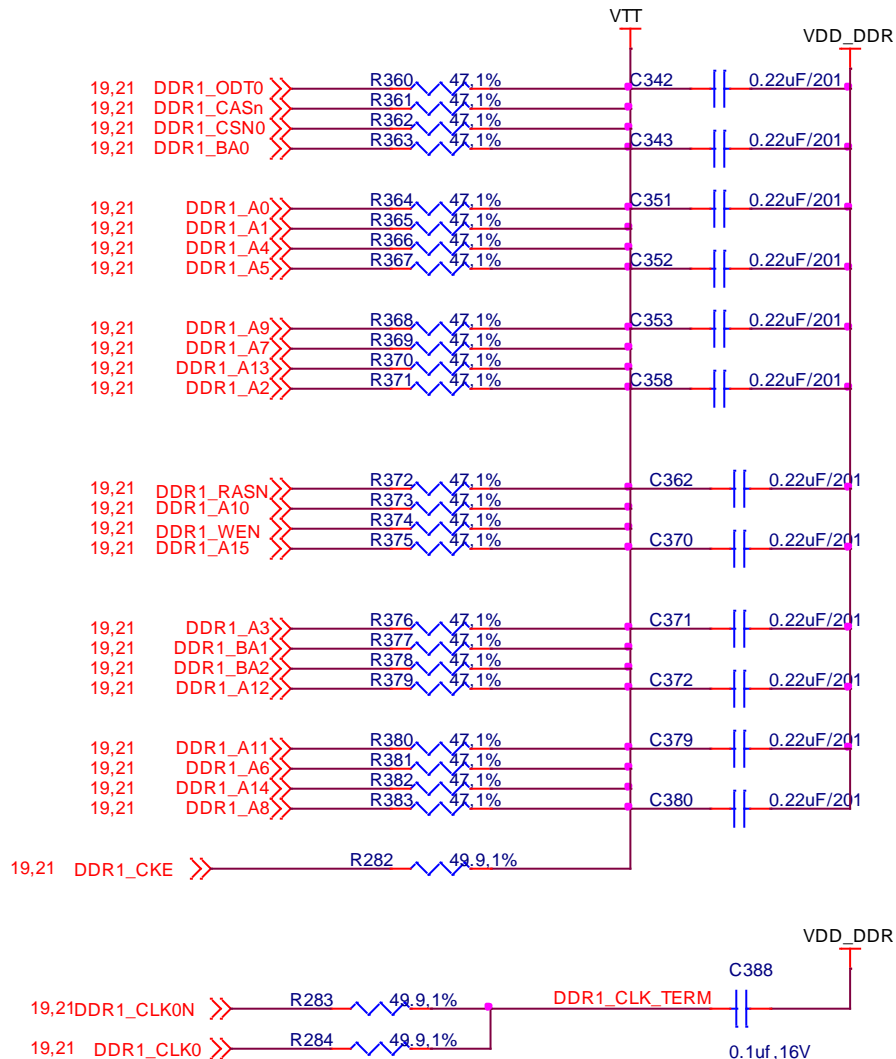 VTT
VDD_DDR
19,21 DDR1_ODT0 R360 47,1% C342 0.22uF/201
19,21 DDR1_CASn R361 47,1%
19,21 DDR1_CSN0 R362 47,1%
19,21 DDR1_BA0 R363 47,1% C343 0.22uF/201
19,21 DDR1_A0 R364 47,1% C351 0.22uF/201
19,21 DDR1_A1 R365 47,1%
19,21 DDR1_A4 R366 47,1%
19,21 DDR1_A5 R367 47,1% C352 0.22uF/201
19,21 DDR1_A9 R368 47,1% C353 0.22uF/201
19,21 DDR1_A7 R369 47,1%
19,21 DDR1_A13 R370 47,1%
19,21 DDR1_A2 R371 47,1% C358 0.22uF/201
19,21 DDR1_RASN R372 47,1% C362 0.22uF/201
19,21 DDR1_A10 R373 47,1%
19,21 DDR1_WEN R374 47,1%
19,21 DDR1_A15 R375 47,1% C370 0.22uF/201
19,21 DDR1_A3 R376 47,1% C371 0.22uF/201
19,21 DDR1_BA1 R377 47,1%
19,21 DDR1_BA2 R378 47,1%
19,21 DDR1_A12 R379 47,1% C372 0.22uF/201
19,21 DDR1_A11 R380 47,1% C379 0.22uF/201
19,21 DDR1_A6 R381 47,1%
19,21 DDR1_A14 R382 47,1%
19,21 DDR1_A8 R383 47,1% C380 0.22uF/201
19,21 DDR1_CKE R282 49.9,1%
VDD_DDR
C388
19,21 DDR1_CLK0N R283 49.9,1% DDR1_CLK_TERM
19,21 DDR1_CLK0 R284 49.9,1% 0.1uf,16V